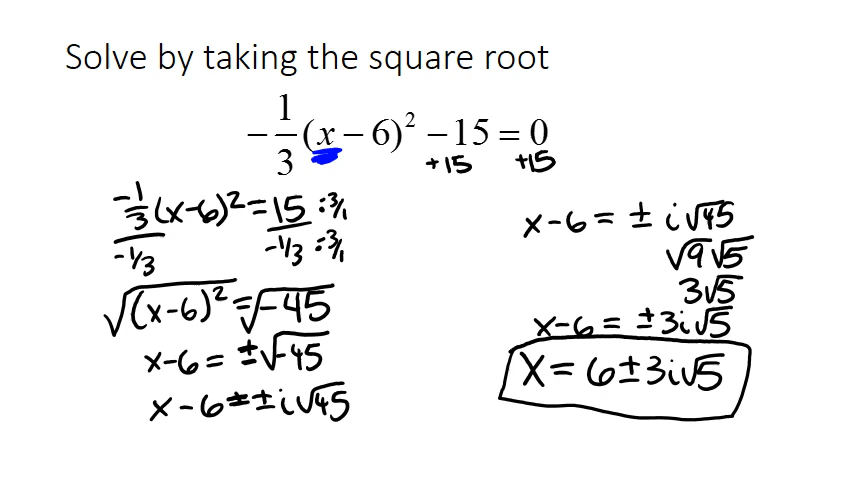 Solve by taking the square root
-1/3(x − 6)² − 15 = 0
+15 +15
-1/3(x-6)² = 15 ·3/1
-1/3 -1/3 ·3/1
√(x-6)² = √-45
x-6 = ±√-45
x-6 = ±i√45
x-6 = ± i√45
√9√5
3√5
x-6 = ±3i√5
X = 6±3i√5